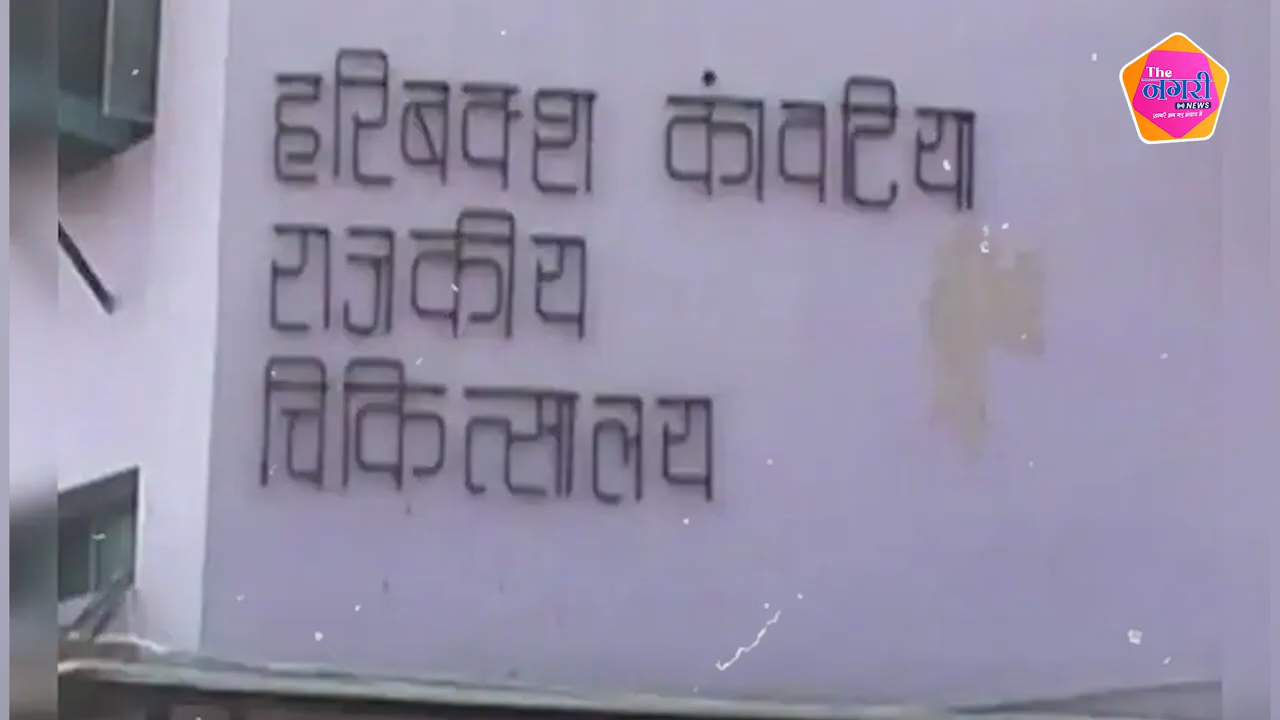 हरिबक्श कांवटिया
राजकीय
चिकित्सालय
The
नगरी
NEWS